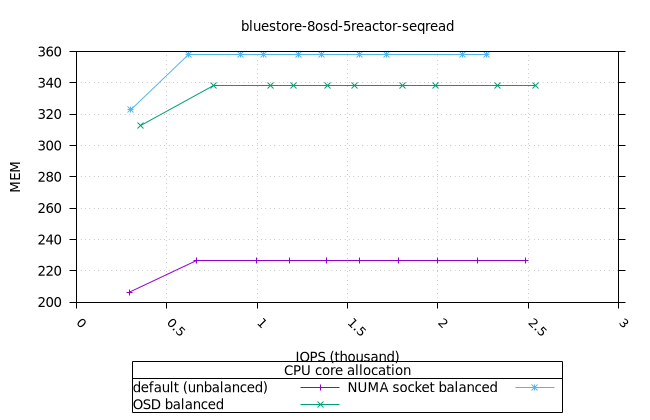 bluestore-8osd-5reactor-seqread
360
340
320
300
280
260
240
220
200
MEM
0
0.5
1
1.5
2
2.5
3
IOPS (thousand)
CPU core allocation
default (unbalanced) NUMA socket balanced
OSD balanced